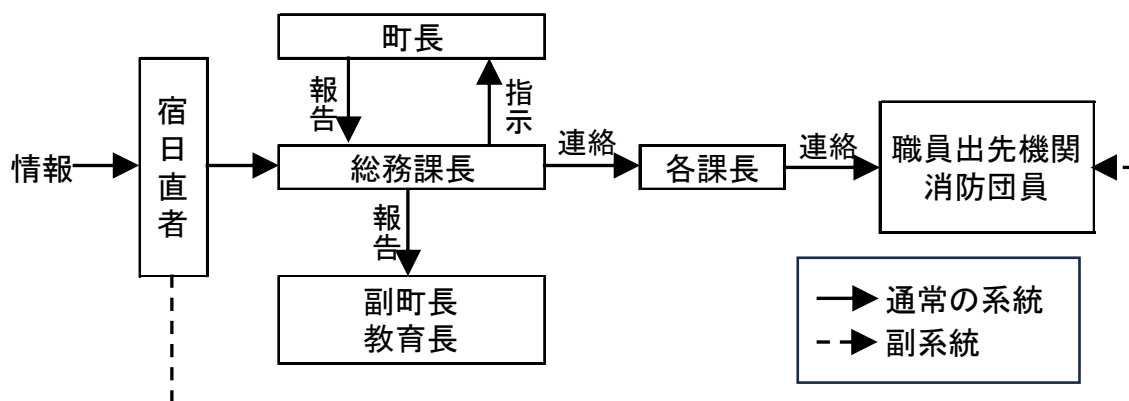 町長
報告
指示
情報
宿日直者
総務課長
連絡
各課長
連絡
職員出先機関
消防団員
報告
副町長
教育長
通常の系統
副系統